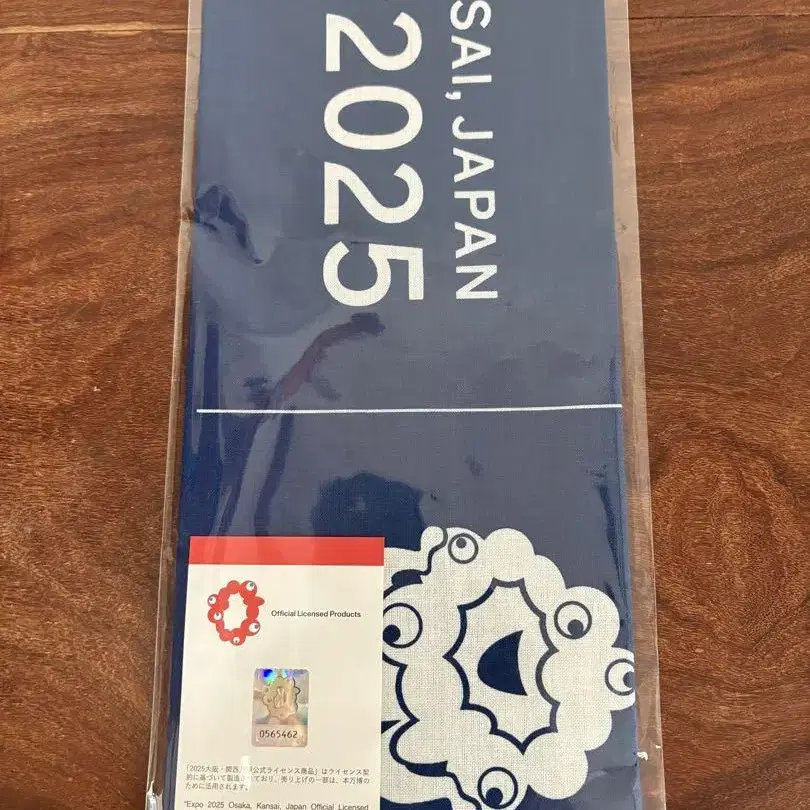 SAI, JAPAN
2025
Official Licensed Products
0565462
「2025大阪・関西万博公式ライセンス商品」はライセンス契
約に基づいて製造されており、売り上げの一部は、本万博の
ために活用されます。
"Expo 2025 Osaka, Kansai, Japan Official Licensed